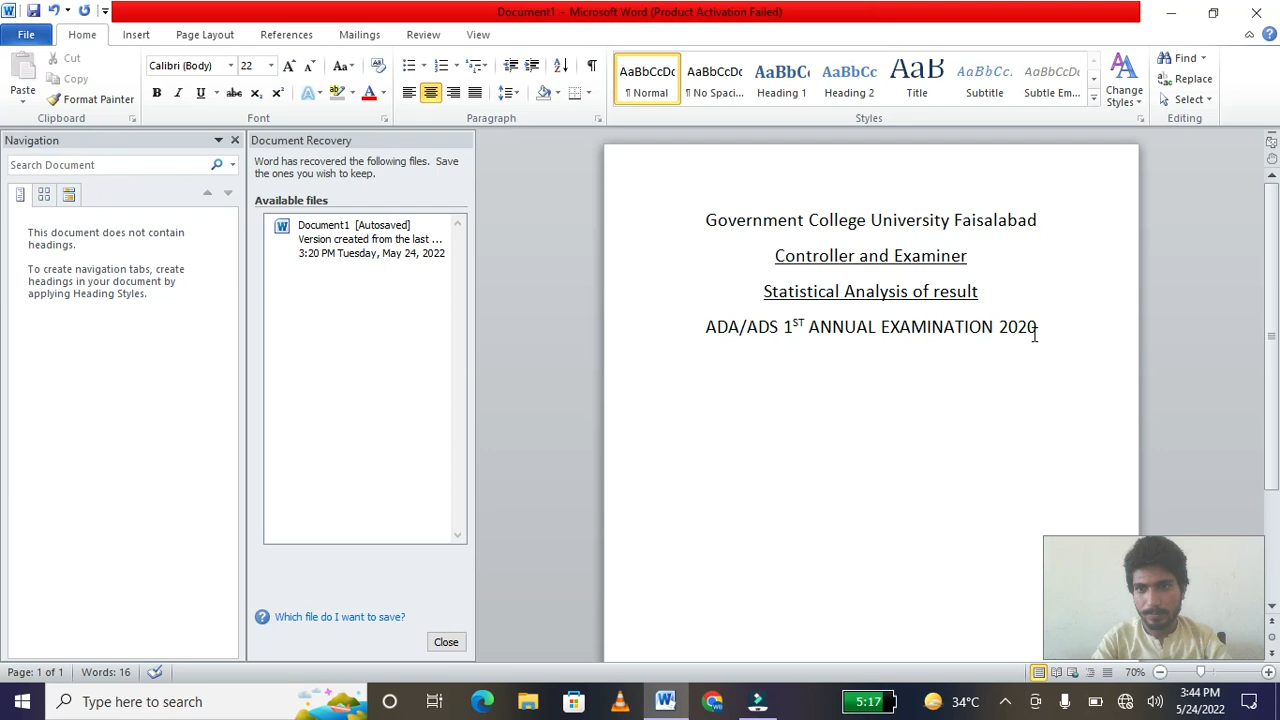 Document1 - Microsoft Word (Product Activation Failed)
File Home Insert Page Layout References Mailings Review View
Paste
Cut
Copy
Format Painter
Clipboard
Calibri (Body) 22
Font
Paragraph
AaBbCcDc ¶ Normal
AaBbCcDc ¶ No Spaci...
AaBbCc Heading 1
AaBbCc Heading 2
AaB Title
AaBbCc. Subtitle
AaBbCcDc Subtle Em...
Change Styles
Styles
Find
Replace
Select
Editing
Navigation
Search Document
This document does not contain
headings.
To create navigation tabs, create
headings in your document by
applying Heading Styles.
Document Recovery
Word has recovered the following files. Save
the ones you wish to keep.
Available files
Document1 [Autosaved]
Version created from the last ...
3:20 PM Tuesday, May 24, 2022
Which file do I want to save?
Close
Government College University Faisalabad
Controller and Examiner
Statistical Analysis of result
ADA/ADS 1ST ANNUAL EXAMINATION 2020
Page: 1 of 1 Words: 16 70%
Type here to search 5:17 34°C 3:44 PM
5/24/2022